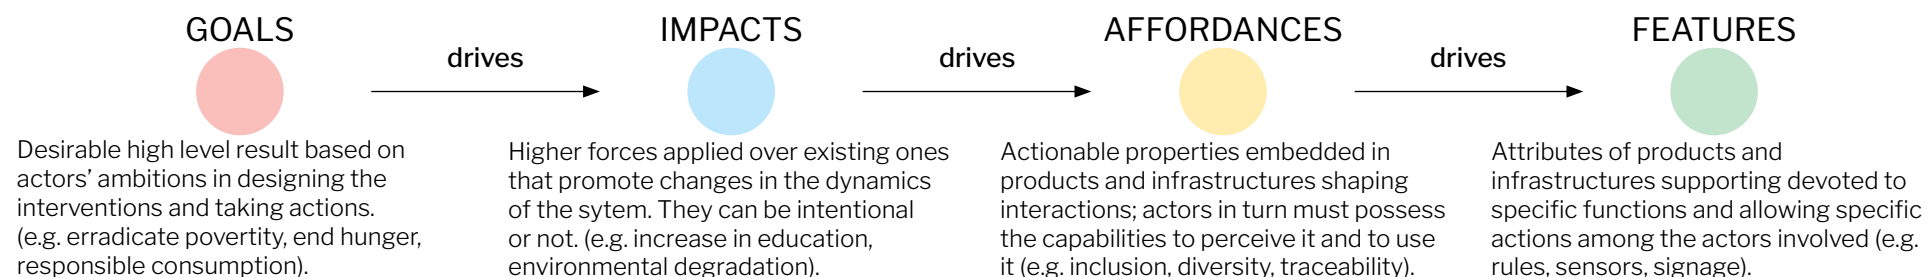 GOALS
IMPACTS
AFFORDANCES
FEATURES
drives
drives
drives
Desirable high level result based on
actors’ ambitions in designing the
interventions and taking actions.
(e.g. erradicate povertity, end hunger,
responsible consumption).
Higher forces applied over existing ones
that promote changes in the dynamics
of the sytem. They can be intentional
or not. (e.g. increase in education,
environmental degradation).
Actionable properties embedded in
products and infrastructures shaping
interactions; actors in turn must possess
the capabilities to perceive it and to use
it (e.g. inclusion, diversity, traceability).
Attributes of products and
infrastructures supporting devoted to
specific functions and allowing specific
actions among the actors involved (e.g.
rules, sensors, signage).